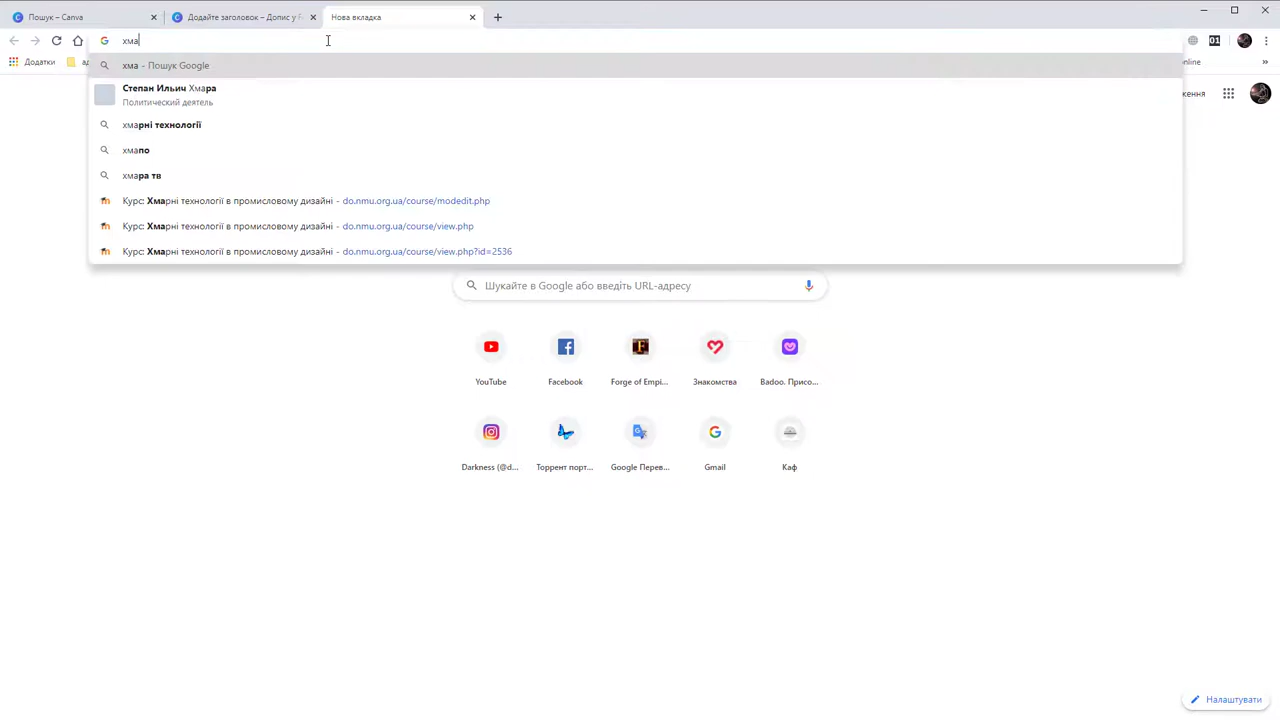 Пошук – Canva
Додайте заголовок – Допис у F
Нова вкладка
хма
01
Додатки
ад
nline
»
хма - Пошук Google
Степан Ильич Хмара
Политический деятель
хмарні технології
хмапо
хмара тв
Курс: Хмарні технології в промисловому дизайні - do.nmu.org.ua/course/modedit.php
Курс: Хмарні технології в промисловому дизайні - do.nmu.org.ua/course/view.php
Курс: Хмарні технології в промисловому дизайні - do.nmu.org.ua/course/view.php?id=2536
ження
Шукайте в Google або введіть URL-адресу
YouTube
Facebook
Forge of Empi...
Знакомства
Badoo. Присо...
Darkness (@d...
Торрент порт...
Google Перев...
Gmail
Каф
Налаштувати